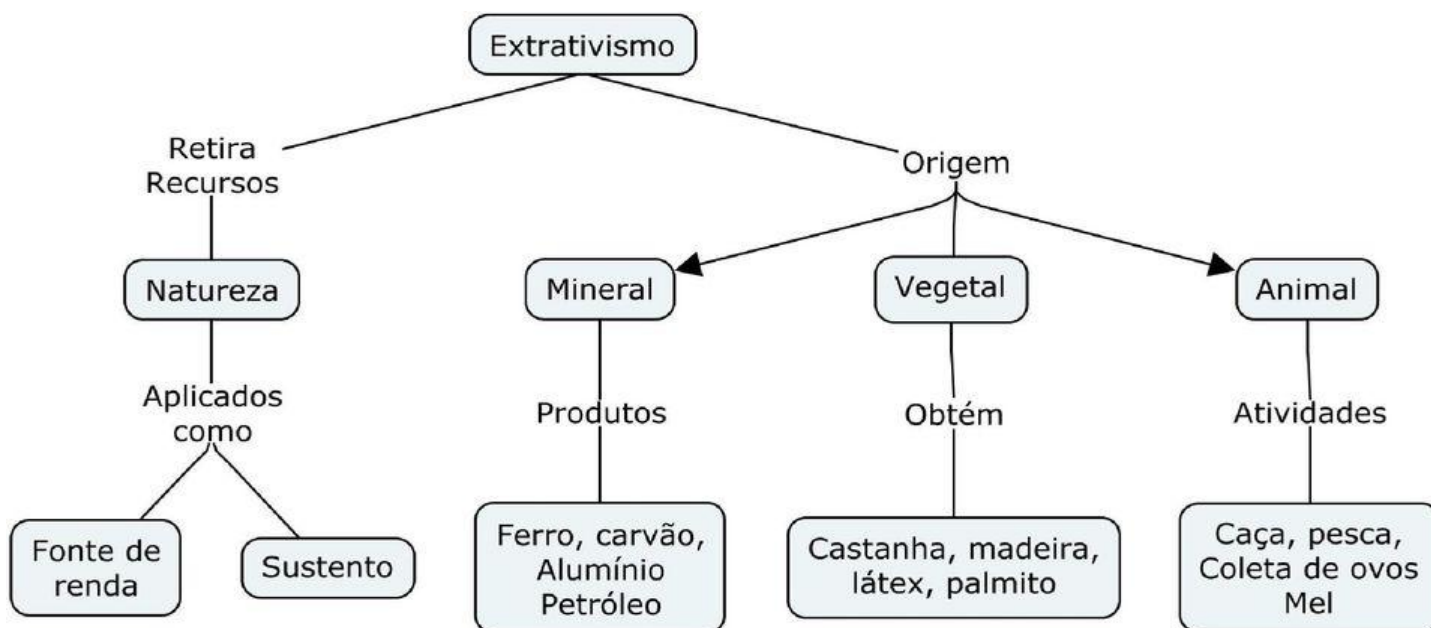 Extrativismo
Retira
Recursos
Origem
Natureza
Mineral
Vegetal
Animal
Aplicados
como
Produtos
Obtém
Atividades
Fonte de
renda
Sustento
Ferro, carvão,
Alumínio
Petróleo
Castanha, madeira,
látex, palmito
Caça, pesca,
Coleta de ovos
Mel